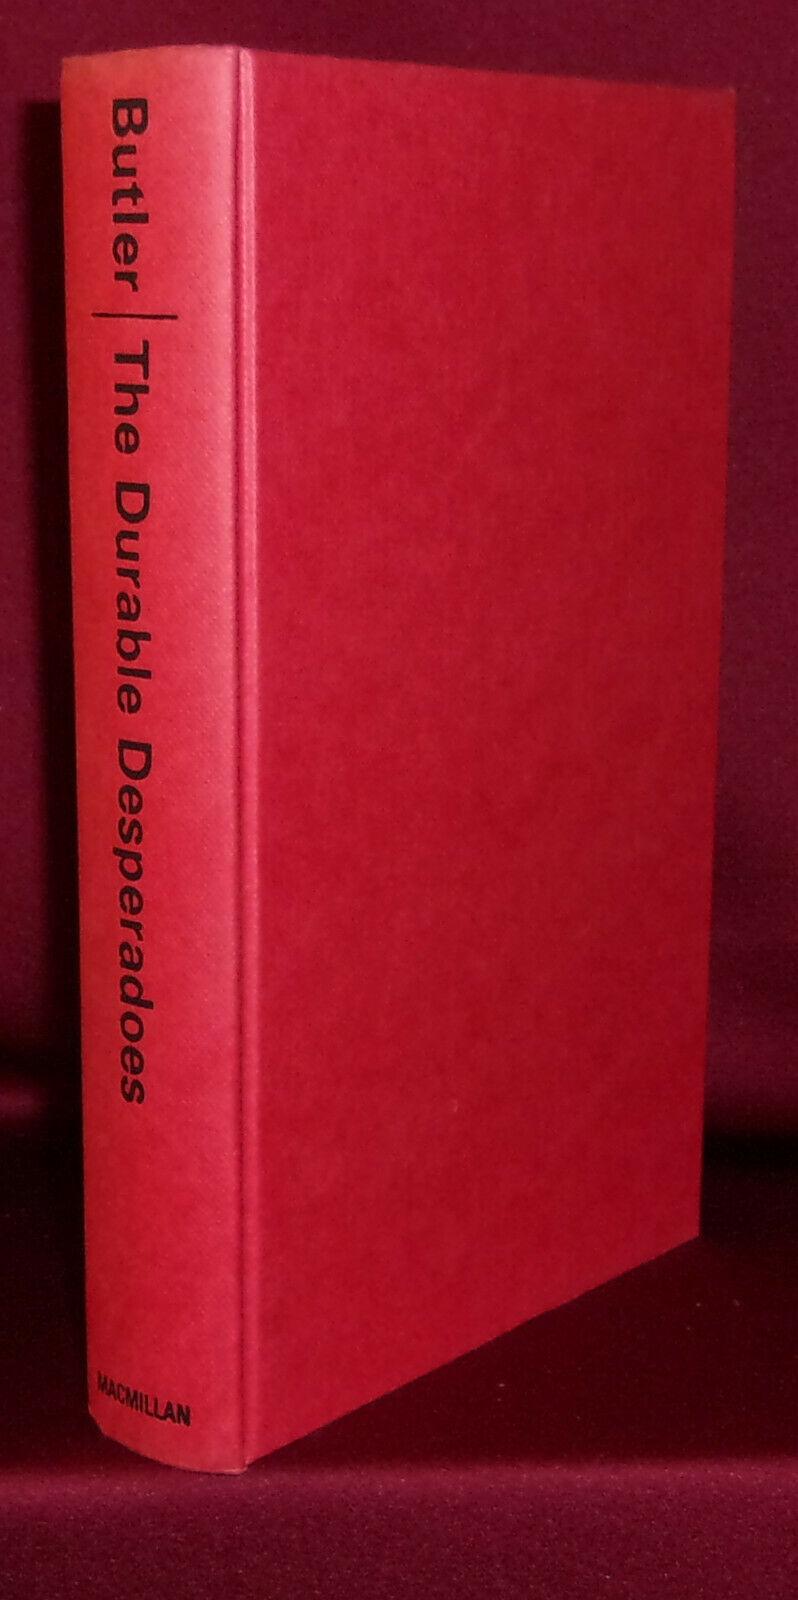 Butler | The Durable Desperadoes
MACMILLAN